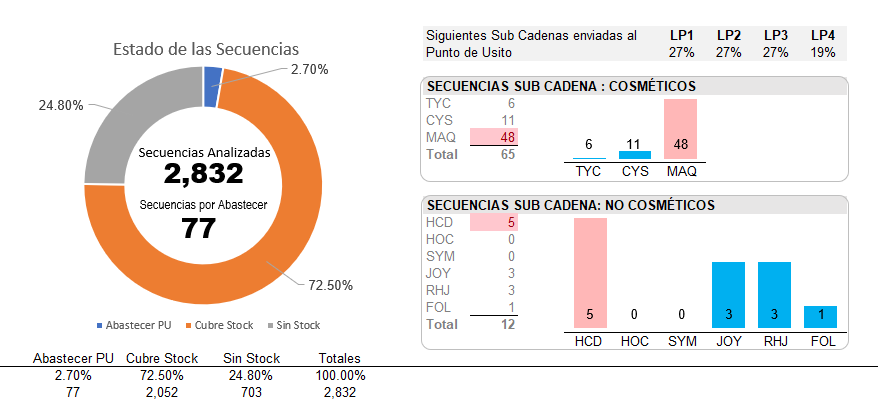 Estado de las Secuencias
2.70%
24.80%
Secuencias Analizadas
2,832
Secuencias por Abastecer
77
72.50%
Abastecer PU Cubre Stock Sin Stock
Abastecer PU Cubre Stock Sin Stock Totales
2.70% 72.50% 24.80% 100.00%
77 2,052 703 2,832
Siguientes Sub Cadenas enviadas al LP1 LP2 LP3 LP4
Punto de Usito 27% 27% 27% 19%
SECUENCIAS SUB CADENA : COSMÉTICOS
TYC 6
CYS 11
MAQ 48
Total 65
6 11 48
TYC CYS MAQ
SECUENCIAS SUB CADENA: NO COSMÉTICOS
HCD 5
HOC 0
SYM 0
JOY 3
RHJ 3
FOL 1
Total 12
5 0 0 3 3 1
HCD HOC SYM JOY RHJ FOL